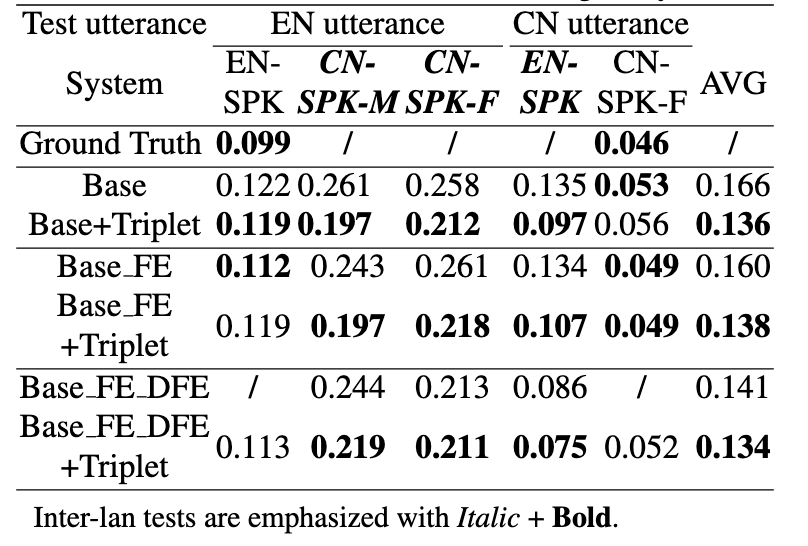 Test utterance EN utterance CN utterance
System EN-SPK CN-SPK-M CN-SPK-F EN-SPK CN-SPK-F AVG
Ground Truth 0.099 / / / 0.046 /
Base 0.122 0.261 0.258 0.135 0.053 0.166
Base+Triplet 0.119 0.197 0.212 0.097 0.056 0.136
Base_FE 0.112 0.243 0.261 0.134 0.049 0.160
Base_FE +Triplet 0.119 0.197 0.218 0.107 0.049 0.138
Base_FE_DFE / 0.244 0.213 0.086 / 0.141
Base_FE_DFE +Triplet 0.113 0.219 0.211 0.075 0.052 0.134
Inter-lan tests are emphasized with Italic + Bold.